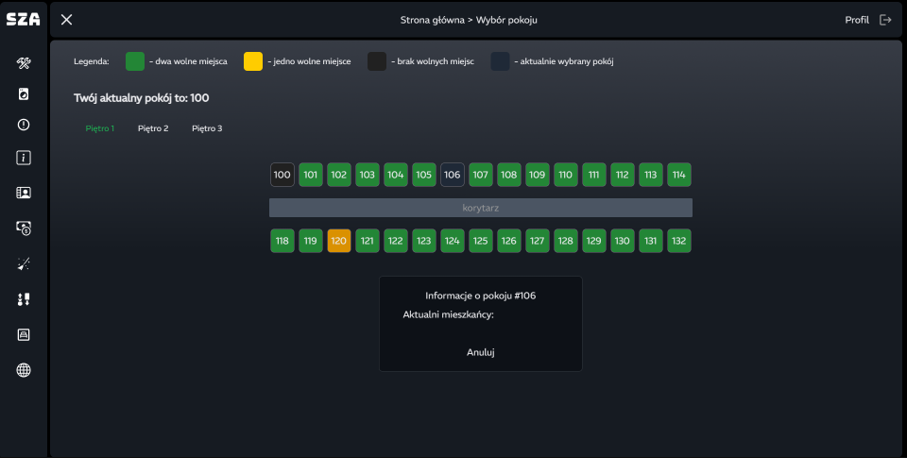 SZA
Strona główna > Wybór pokoju
Profil
Legenda:
- dwa wolne miejsca
- jedno wolne miejsce
- brak wolnych miejsc
- aktualnie wybrany pokój
Twój aktualny pokój to: 100
Piętro 1
Piętro 2
Piętro 3
100 101 102 103 104 105 106 107 108 109 110 111 112 113 114
korytarz
118 119 120 121 122 123 124 125 126 127 128 129 130 131 132
Informacje o pokoju #106
Aktualni mieszkańcy:
Anuluj